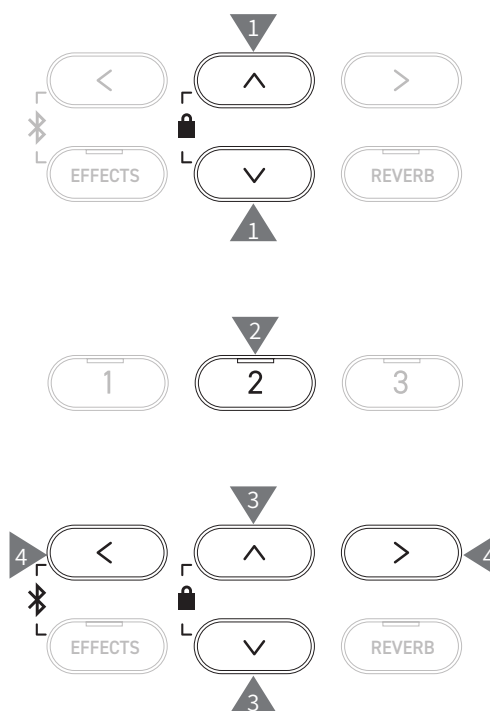 1
< ∧ >
EFFECTS ∨ REVERB
1
2
1 2 3
3
4 < ∧ > 4
EFFECTS ∨ REVERB
3